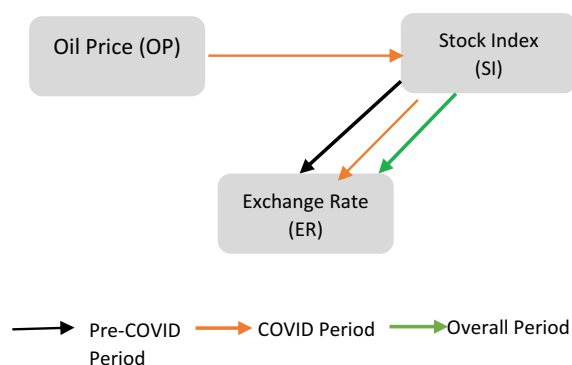 Oil Price (OP)
Stock Index
(SI)
Exchange Rate
(ER)
Pre-COVID
Period
COVID Period
Overall Period